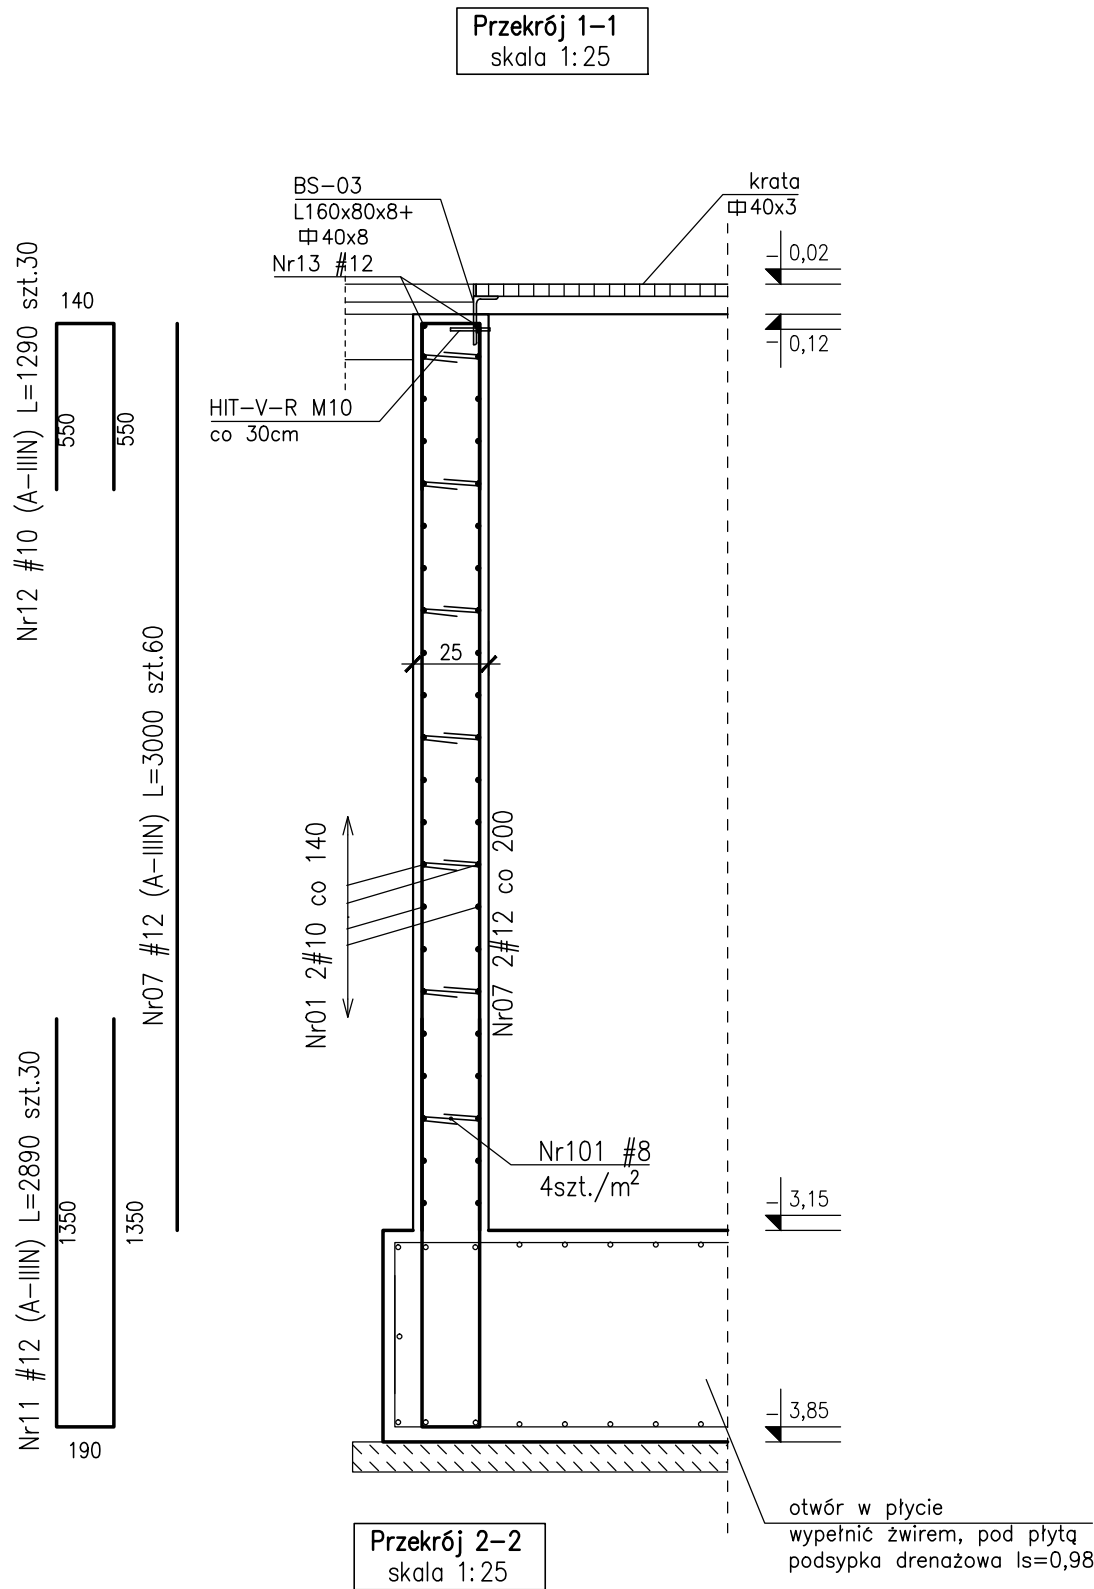 Przekrój 1-1
skala 1:25
BS-03
L160x80x8+
40x8
Nr13 #12
krata
40x3
- 0,02
- 0,12
HIT-V-R M10
co 30cm
Nr12 #10 (A-IIIN) L=1290 szt.30
140
550
550
Nr07 #12 (A-IIIN) L=3000 szt.60
25
Nr01 2#10 co 140
Nr07 2#12 co 200
Nr101 #8
4szt./m²
Nr11 #12 (A-IIIN) L=2890 szt.30
1350
1350
190
- 3,15
- 3,85
otwór w płycie
wypełnić żwirem, pod płytą
podsypka drenażowa Is=0,98
Przekrój 2-2
skala 1:25